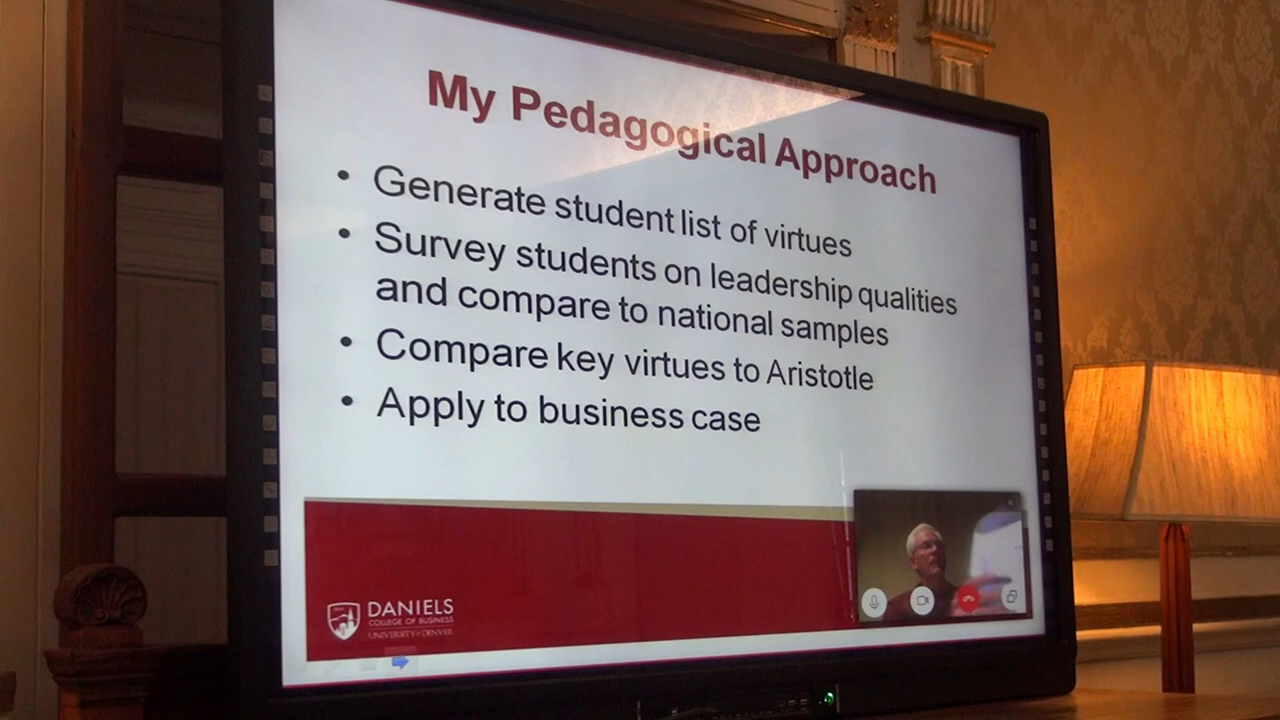 My Pedagogical Approach
• Generate student list of virtues
• Survey students on leadership qualities
and compare to national samples
• Compare key virtues to Aristotle
• Apply to business case
DANIELS
COLLEGE OF BUSINESS
UNIVERSITY OF DENVER